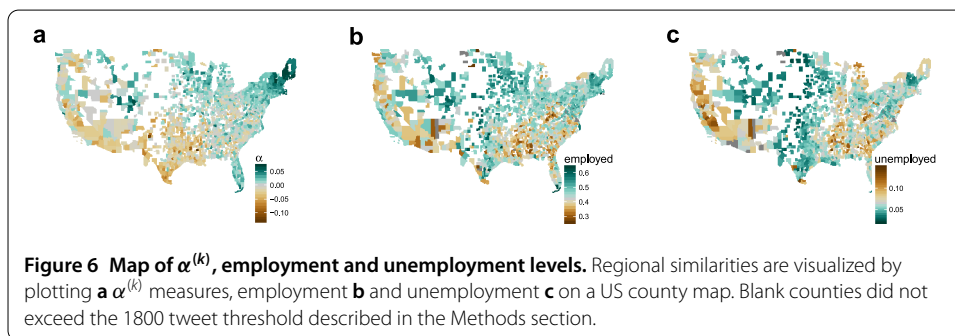 a
b
c
α
0.05
0.00
−0.05
−0.10
employed
0.6
0.5
0.4
0.3
unemployed
0.10
0.05
Figure 6 Map of α(k), employment and unemployment levels. Regional similarities are visualized by
plotting a α(k) measures, employment b and unemployment c on a US county map. Blank counties did not
exceed the 1800 tweet threshold described in the Methods section.